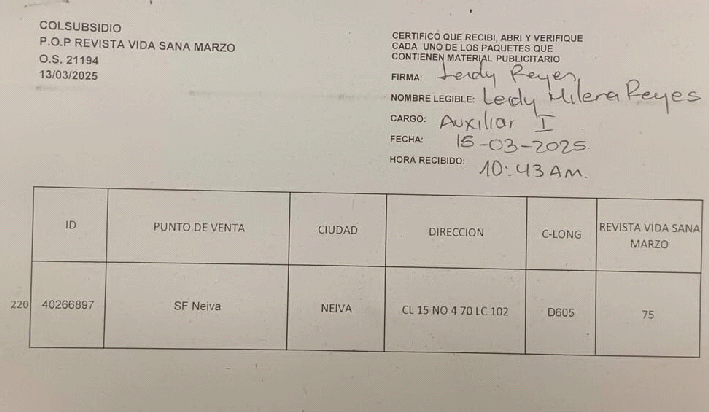 COLSUBSIDIO
P.O.P REVISTA VIDA SANA MARZO
O.S. 21194
13/03/2025
CERTIFICO QUE RECIBI, ABRI Y VERIFIQUE
CADA UNO DE LOS PAQUETES QUE
CONTIENEN MATERIAL PUBLICITARIO
FIRMA: Leidy Reyes
NOMBRE LEGIBLE: Leidy Milena Reyes
CARGO: Auxiliar I
FECHA: 15-03-2025
HORA RECIBIDO: 10:43 AM.
ID PUNTO DE VENTA CIUDAD DIRECCION C-LONG REVISTA VIDA SANA
MARZO
220 40266997 SF Neiva NEIVA CL 15 NO 4 70 LC 102 D605 75